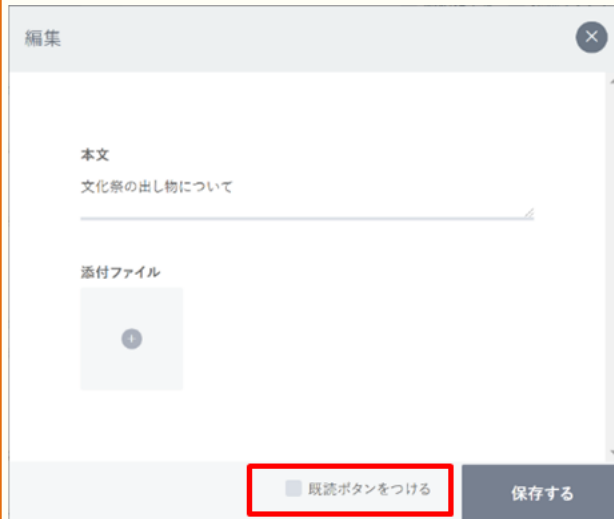 編集
本文
文化祭の出し物について
添付ファイル
既読ボタンをつける
保存する